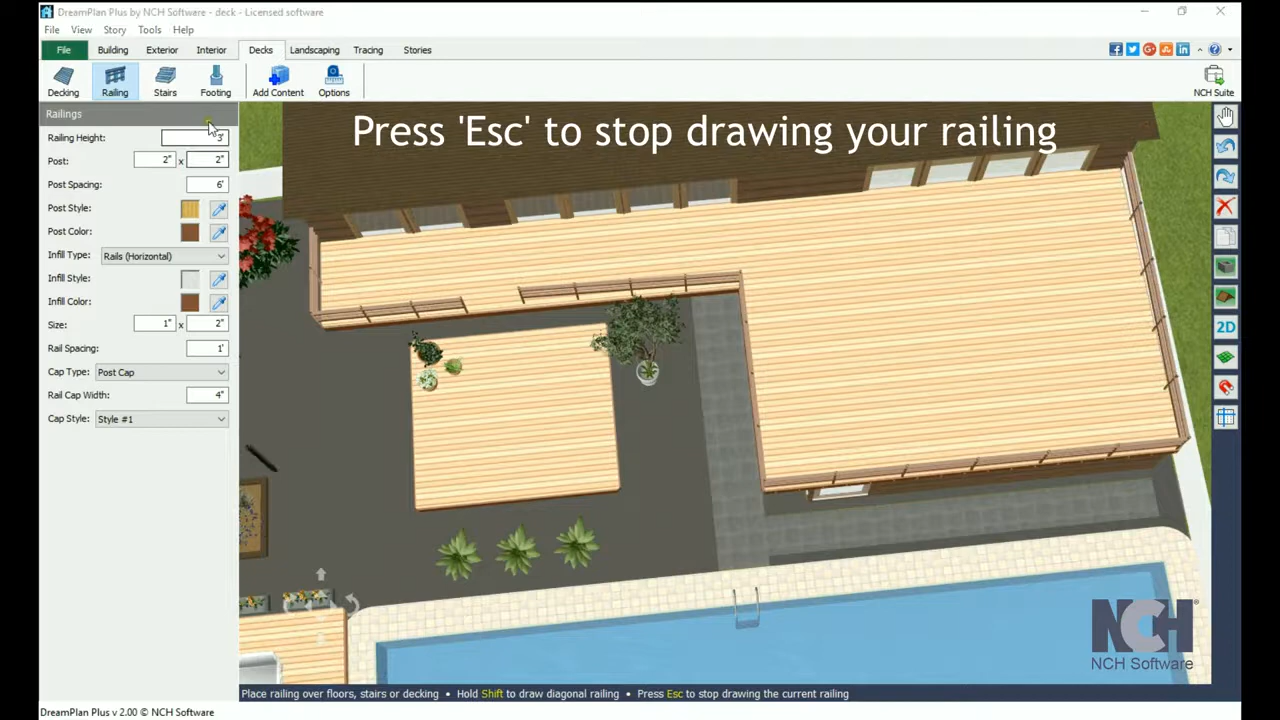 DreamPlan Plus by NCH Software - deck - Licensed software
File View Story Tools Help
File Building Exterior Interior Decks Landscaping Tracing Stories
Decking Railing Stairs Footing Add Content Options NCH Suite
Railings
Press 'Esc' to stop drawing your railing
Railing Height: 3'
Post: 2" x 2"
Post Spacing: 6'
Post Style:
Post Color:
Infill Type: Rails (Horizontal)
Infill Style:
Infill Color:
Size: 1" x 2"
Rail Spacing: 1'
2D
Cap Type: Post Cap
Rail Cap Width: 4"
Cap Style: Style #1
NCH®
NCH Software
Place railing over floors, stairs or decking • Hold Shift to draw diagonal railing • Press Esc to stop drawing the current railing
DreamPlan Plus v 2.00 © NCH Software